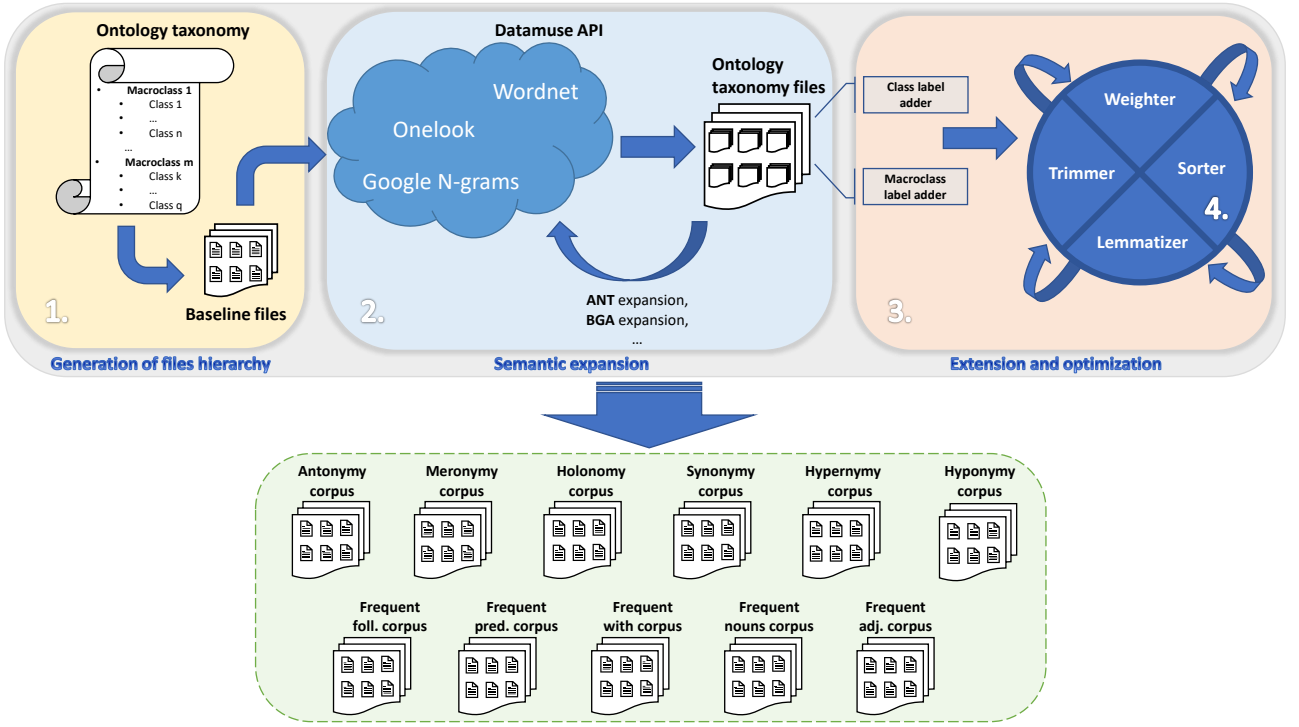 Ontology taxonomy
• Macroclass 1
• Class 1
• ...
• Class n
...
• Macroclass m
• Class k
• ...
• Class q
Baseline files
1.
Generation of files hierarchy
Datamuse API
Wordnet
Onelook
Google N-grams
Ontology
taxonomy files
ANT expansion,
BGA expansion,
...
2.
Semantic expansion
Class label
adder
Macroclass
label adder
Weighter
Trimmer
Sorter
4.
Lemmatizer
3.
Extension and optimization
Antonymy
corpus
Meronymy
corpus
Holonomy
corpus
Synonymy
corpus
Hypernymy
corpus
Hyponymy
corpus
Frequent
foll. corpus
Frequent
pred. corpus
Frequent
with corpus
Frequent
nouns corpus
Frequent
adj. corpus